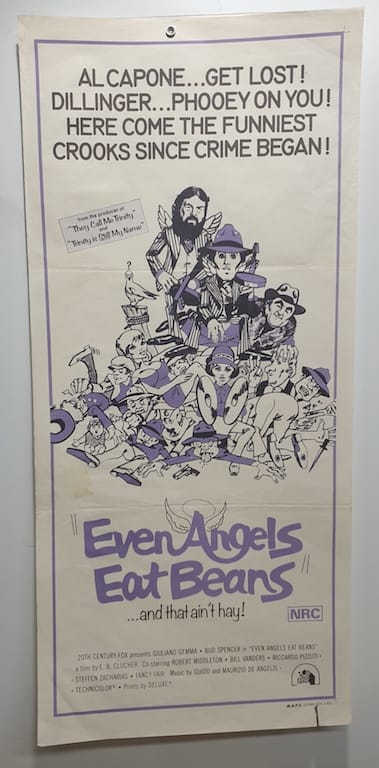 AL CAPONE...GET LOST!
DILLINGER...PHOOEY ON YOU!
HERE COME THE FUNNIEST
CROOKS SINCE CRIME BEGAN!
from the producer of
"They Call Me Trinity"
and
"Trinity is Still My Name"
?
"Even Angels
Eat Beans"
...and that ain't hay!
NRC
20TH CENTURY-FOX presents GIULIANO GEMMA • BUD SPENCER in "EVEN ANGELS EAT BEANS"
a film by E. B. CLUCHER Co-starring ROBERT MIDDLETON • BILL VANDERS • RICCARDO PIZZUTI •
• STEFFEN ZACHARIAS • FANCY FAIR Music by GUIDO and MAURIZIO DE ANGELIS •
• TECHNICOLOR® • Prints by DELUXE®
M.A.P.S.